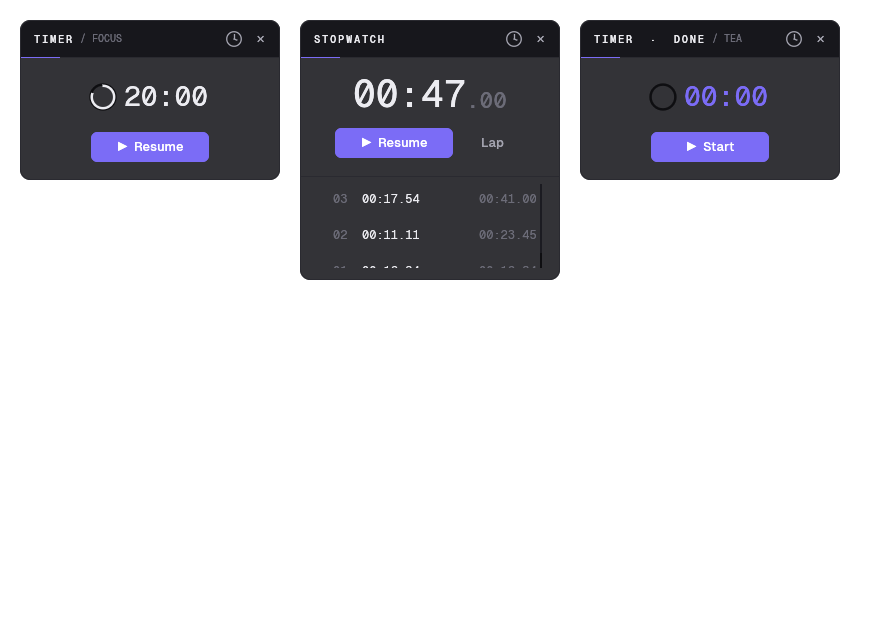 TIMER / FOCUS
20:00
Resume
STOPWATCH
00:47.00
Resume Lap
03 00:17.54 00:41.00
02 00:11.11 00:23.45
TIMER · DONE / TEA
00:00
Start